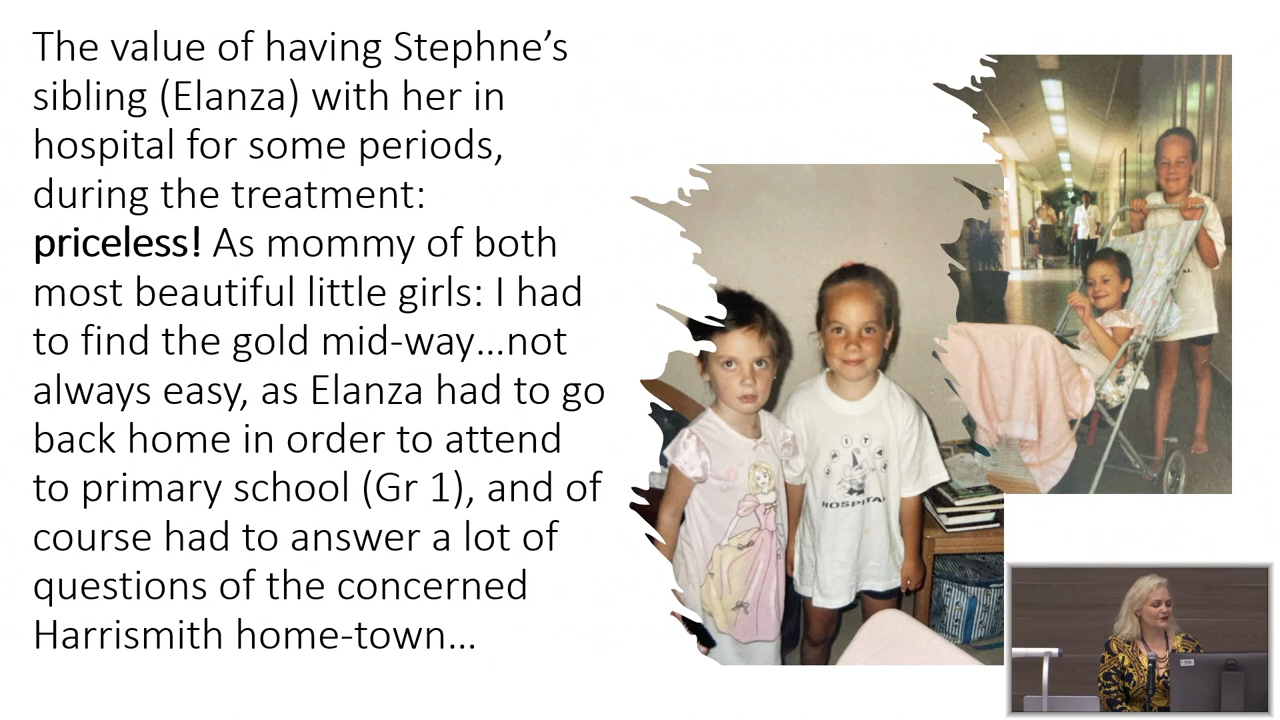 The value of having Stephne’s
sibling (Elanza) with her in
hospital for some periods,
during the treatment:
priceless! As mommy of both
most beautiful little girls: I had
to find the gold mid-way…not
always easy, as Elanza had to go
back home in order to attend
to primary school (Gr 1), and of
course had to answer a lot of
questions of the concerned
Harrismith home-town…
HOSPITAL